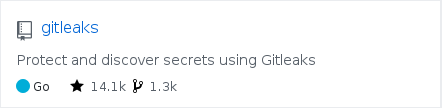 gitleaks
Protect and discover secrets using Gitleaks
Go 14.1k 1.3k